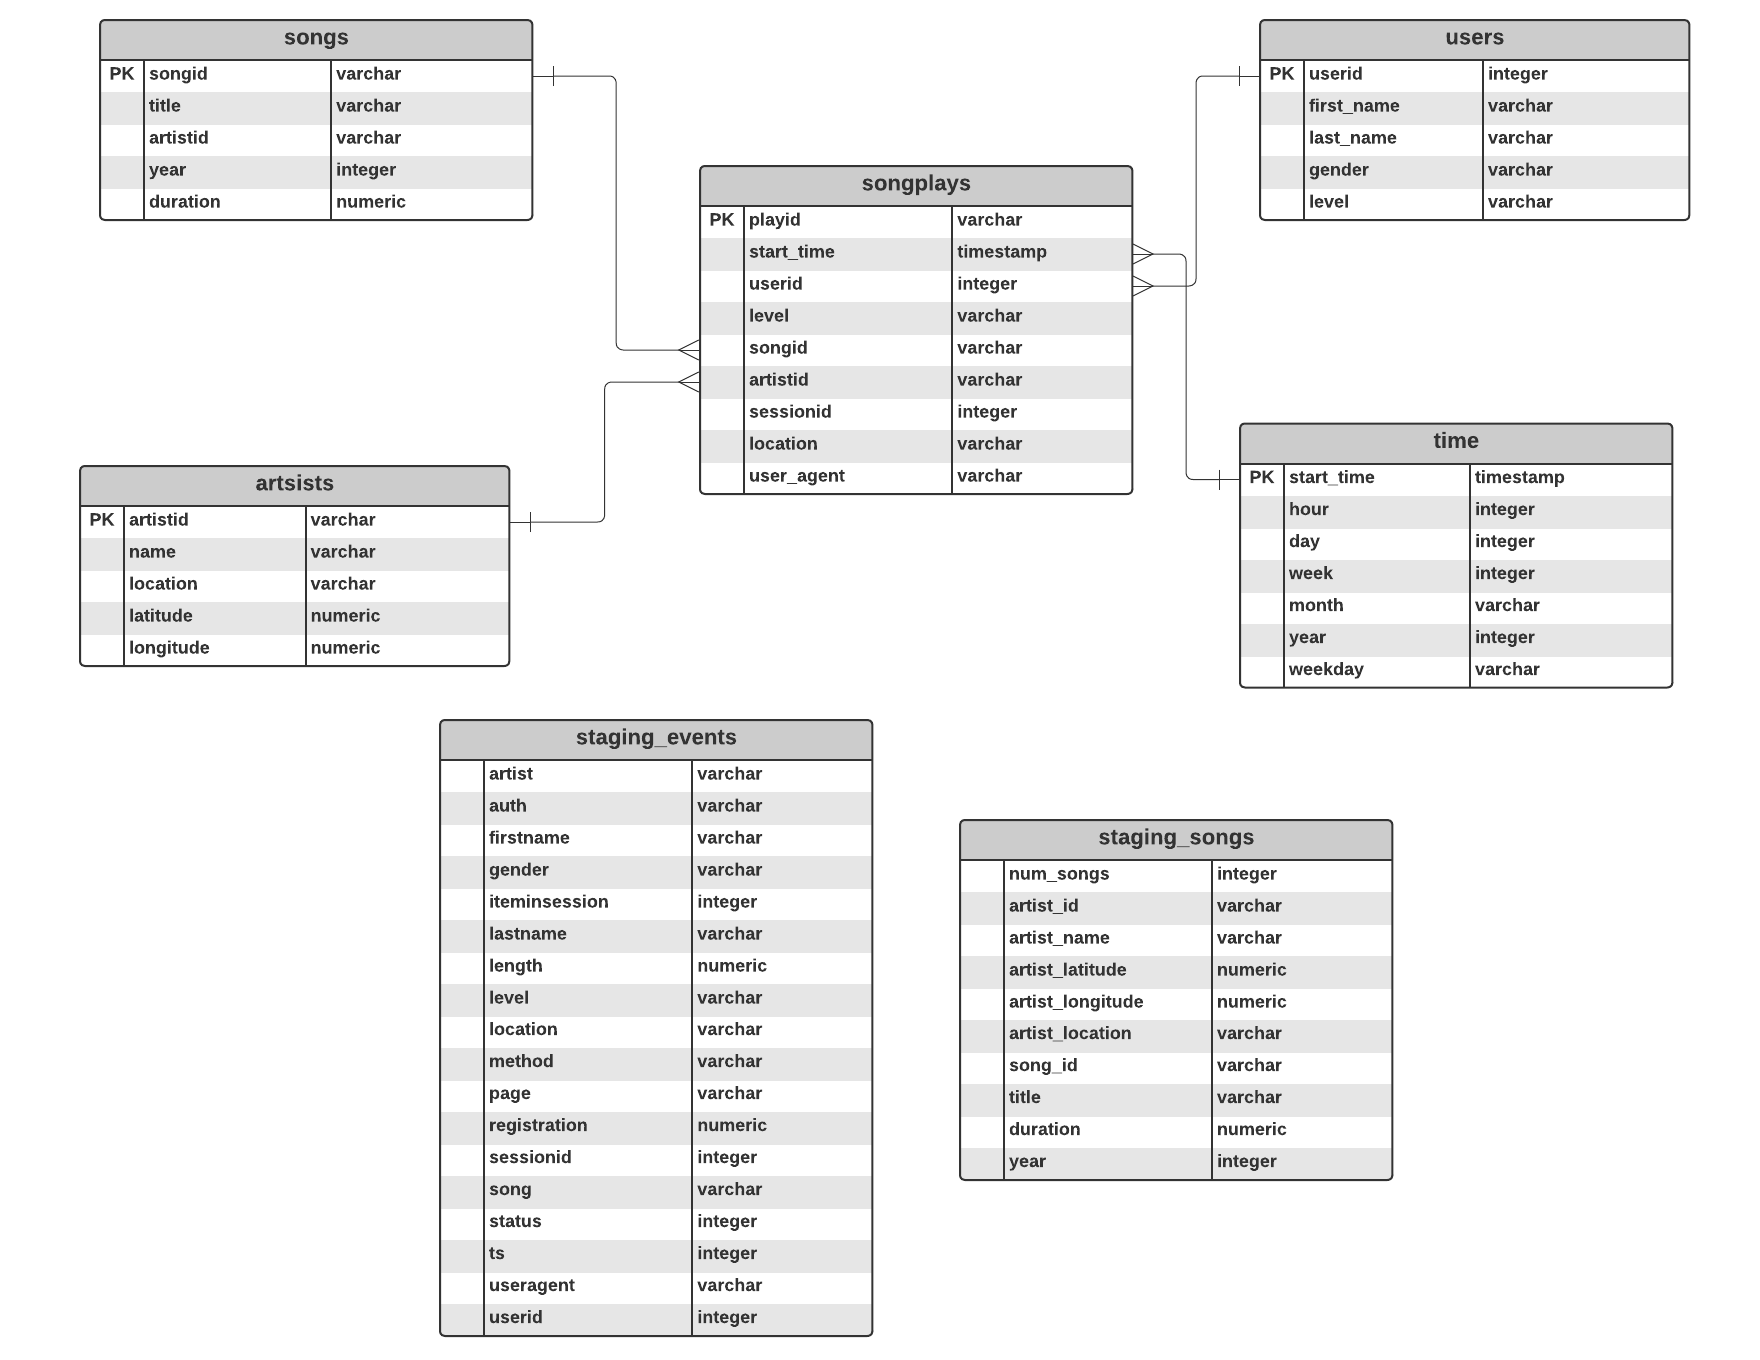 songs
PK songid varchar
title varchar
artistid varchar
year integer
duration numeric
users
PK userid integer
first_name varchar
last_name varchar
gender varchar
level varchar
songplays
PK playid varchar
start_time timestamp
userid integer
level varchar
songid varchar
artistid varchar
sessionid integer
location varchar
user_agent varchar
artsists
PK artistid varchar
name varchar
location varchar
latitude numeric
longitude numeric
time
PK start_time timestamp
hour integer
day integer
week integer
month varchar
year integer
weekday varchar
staging_events
artist varchar
auth varchar
firstname varchar
gender varchar
iteminsession integer
lastname varchar
length numeric
level varchar
location varchar
method varchar
page varchar
registration numeric
sessionid integer
song varchar
status integer
ts integer
useragent varchar
userid integer
staging_songs
num_songs integer
artist_id varchar
artist_name varchar
artist_latitude numeric
artist_longitude numeric
artist_location varchar
song_id varchar
title varchar
duration numeric
year integer